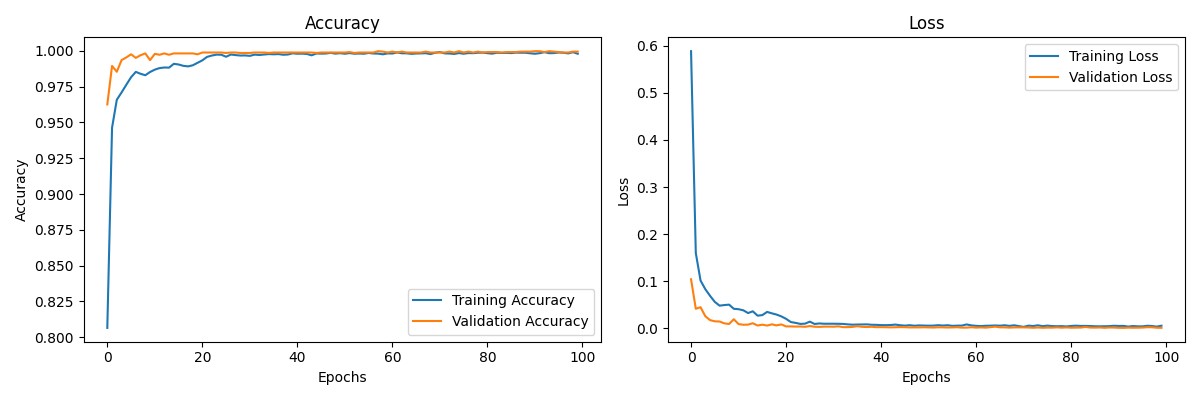 Accuracy
1.000
0.975
0.950
0.925
0.900
0.875
0.850
0.825
0.800
Accuracy
0 20 40 60 80 100
Epochs
Training Accuracy
Validation Accuracy
Loss
0.6
0.5
0.4
0.3
0.2
0.1
0.0
Loss
0 20 40 60 80 100
Epochs
Training Loss
Validation Loss